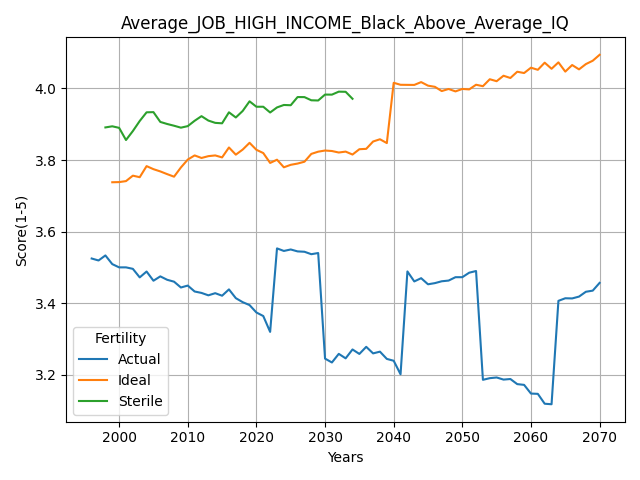 Average_JOB_HIGH_INCOME_Black_Above_Average_IQ
Score(1-5)
4.0
3.8
3.6
3.4
3.2
Fertility
Actual
Ideal
Sterile
2000 2010 2020 2030 2040 2050 2060 2070
Years